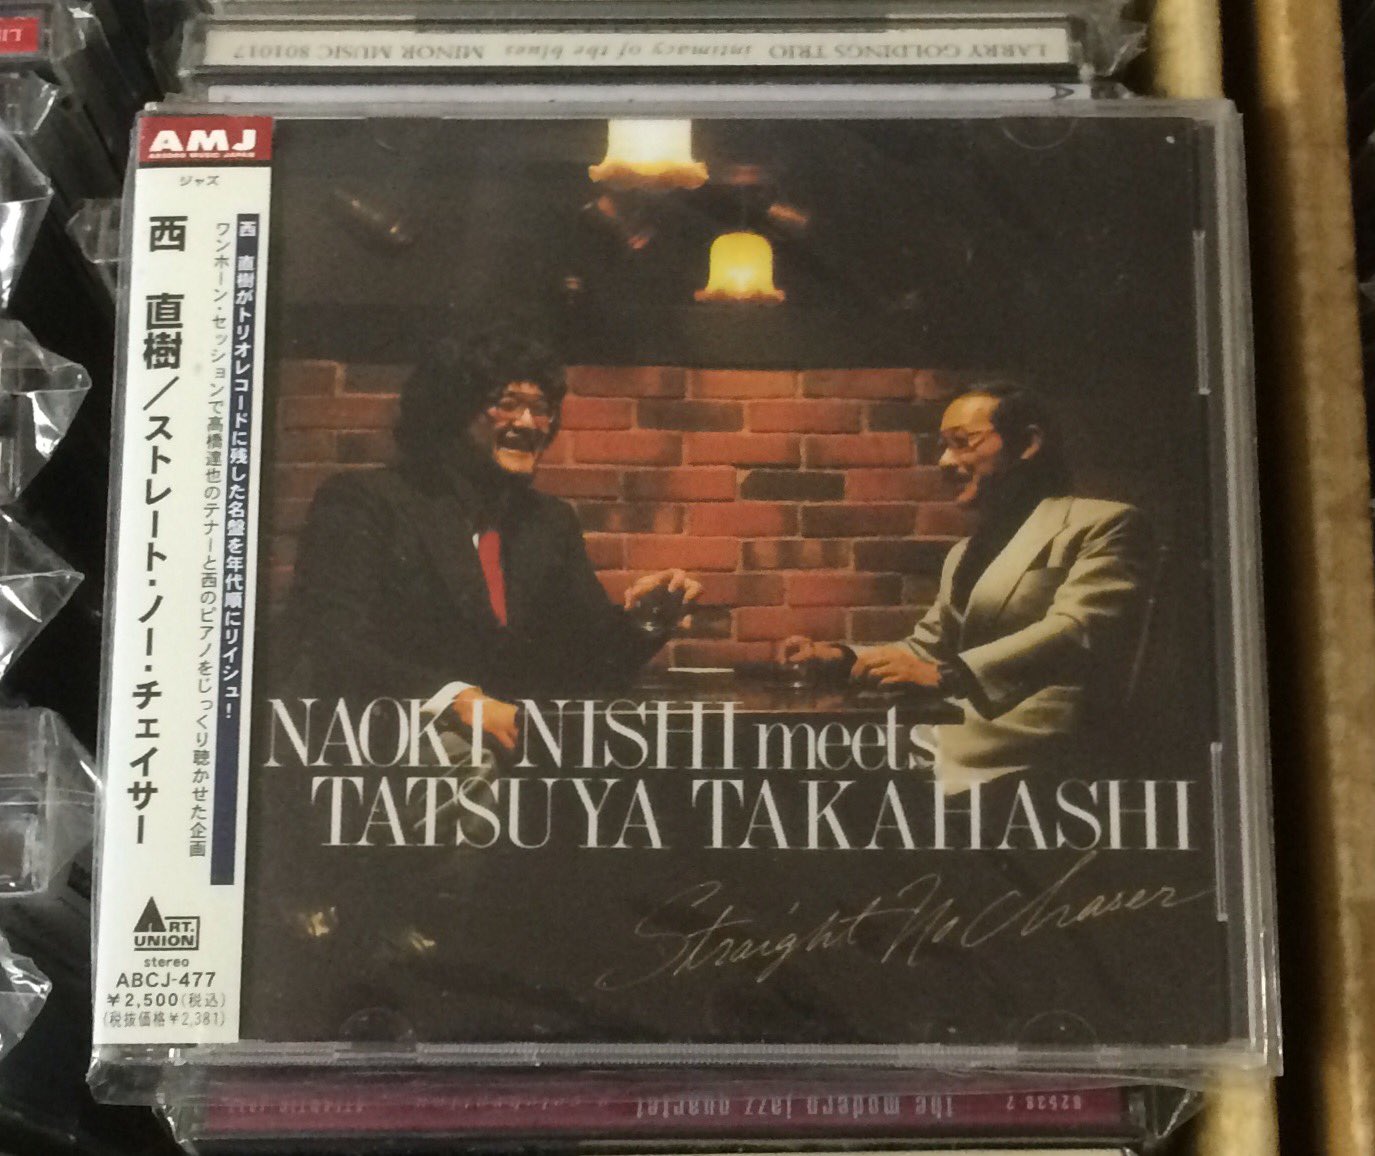 LARRY GOLDINGS TRIO intimacy of the blues MINOR MUSIC 801017
AMJ
ABSORD MUSIC JAPAN
ジャズ
西 直樹がトリオレコードに残した名盤を年代順にリイシュ!
ワンホーン・セッションで高橋達也のテナーと西のピアノをじっくり聴かせた企画
西 直樹/ストレート・ノー・チェイサー
ART.
UNION
stereo
ABCJ-477
¥2,500(税込)
(税抜価格¥2,381)
NAOKI NISHI meets
TATSUYA TAKAHASHI
Straight No Chaser
82538 2 the modern jazz quartet a celebration ATLANTIC JAZZ